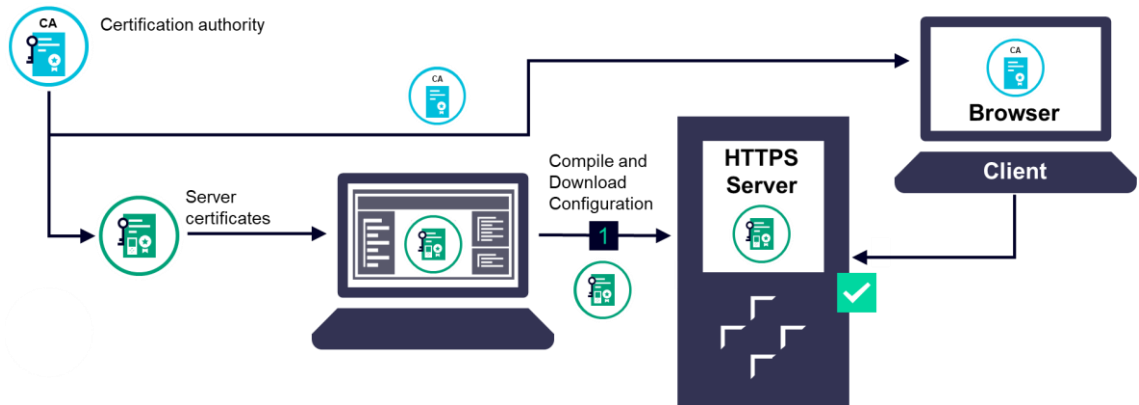 CA
Certification authority
CA
CA
Browser
Client
Server
certificates
Compile and
Download
Configuration
1
HTTPS
Server